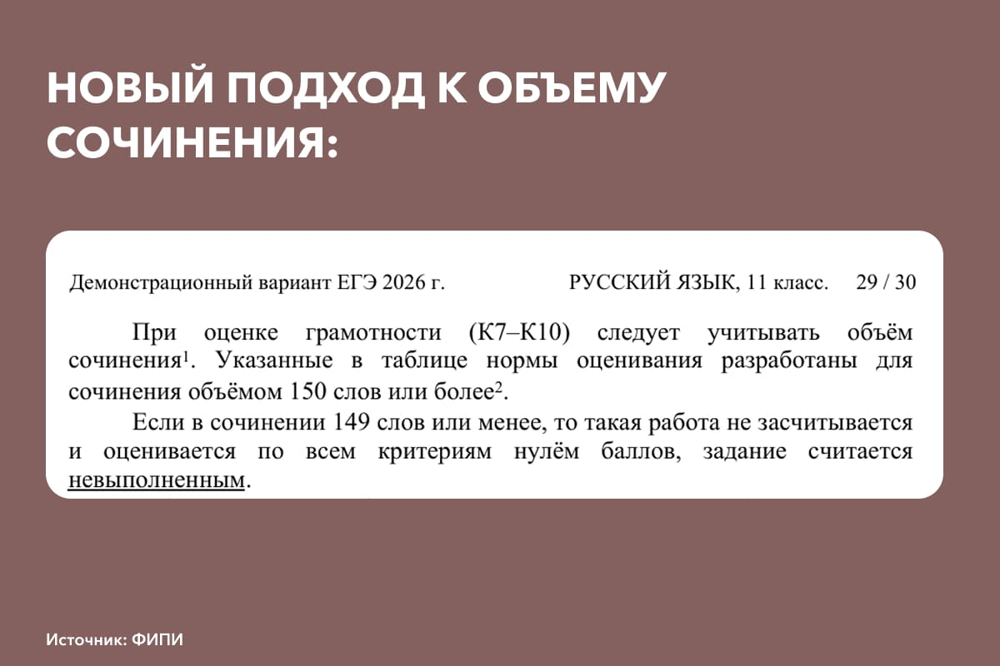 НОВЫЙ ПОДХОД К ОБЪЕМУ
СОЧИНЕНИЯ:
Демонстрационный вариант ЕГЭ 2026 г. РУССКИЙ ЯЗЫК, 11 класс. 29 / 30
При оценке грамотности (К7–К10) следует учитывать объём
сочинения¹. Указанные в таблице нормы оценивания разработаны для
сочинения объёмом 150 слов или более².
Если в сочинении 149 слов или менее, то такая работа не засчитывается
и оценивается по всем критериям нулём баллов, задание считается
невыполненным.
Источник: ФИПИ